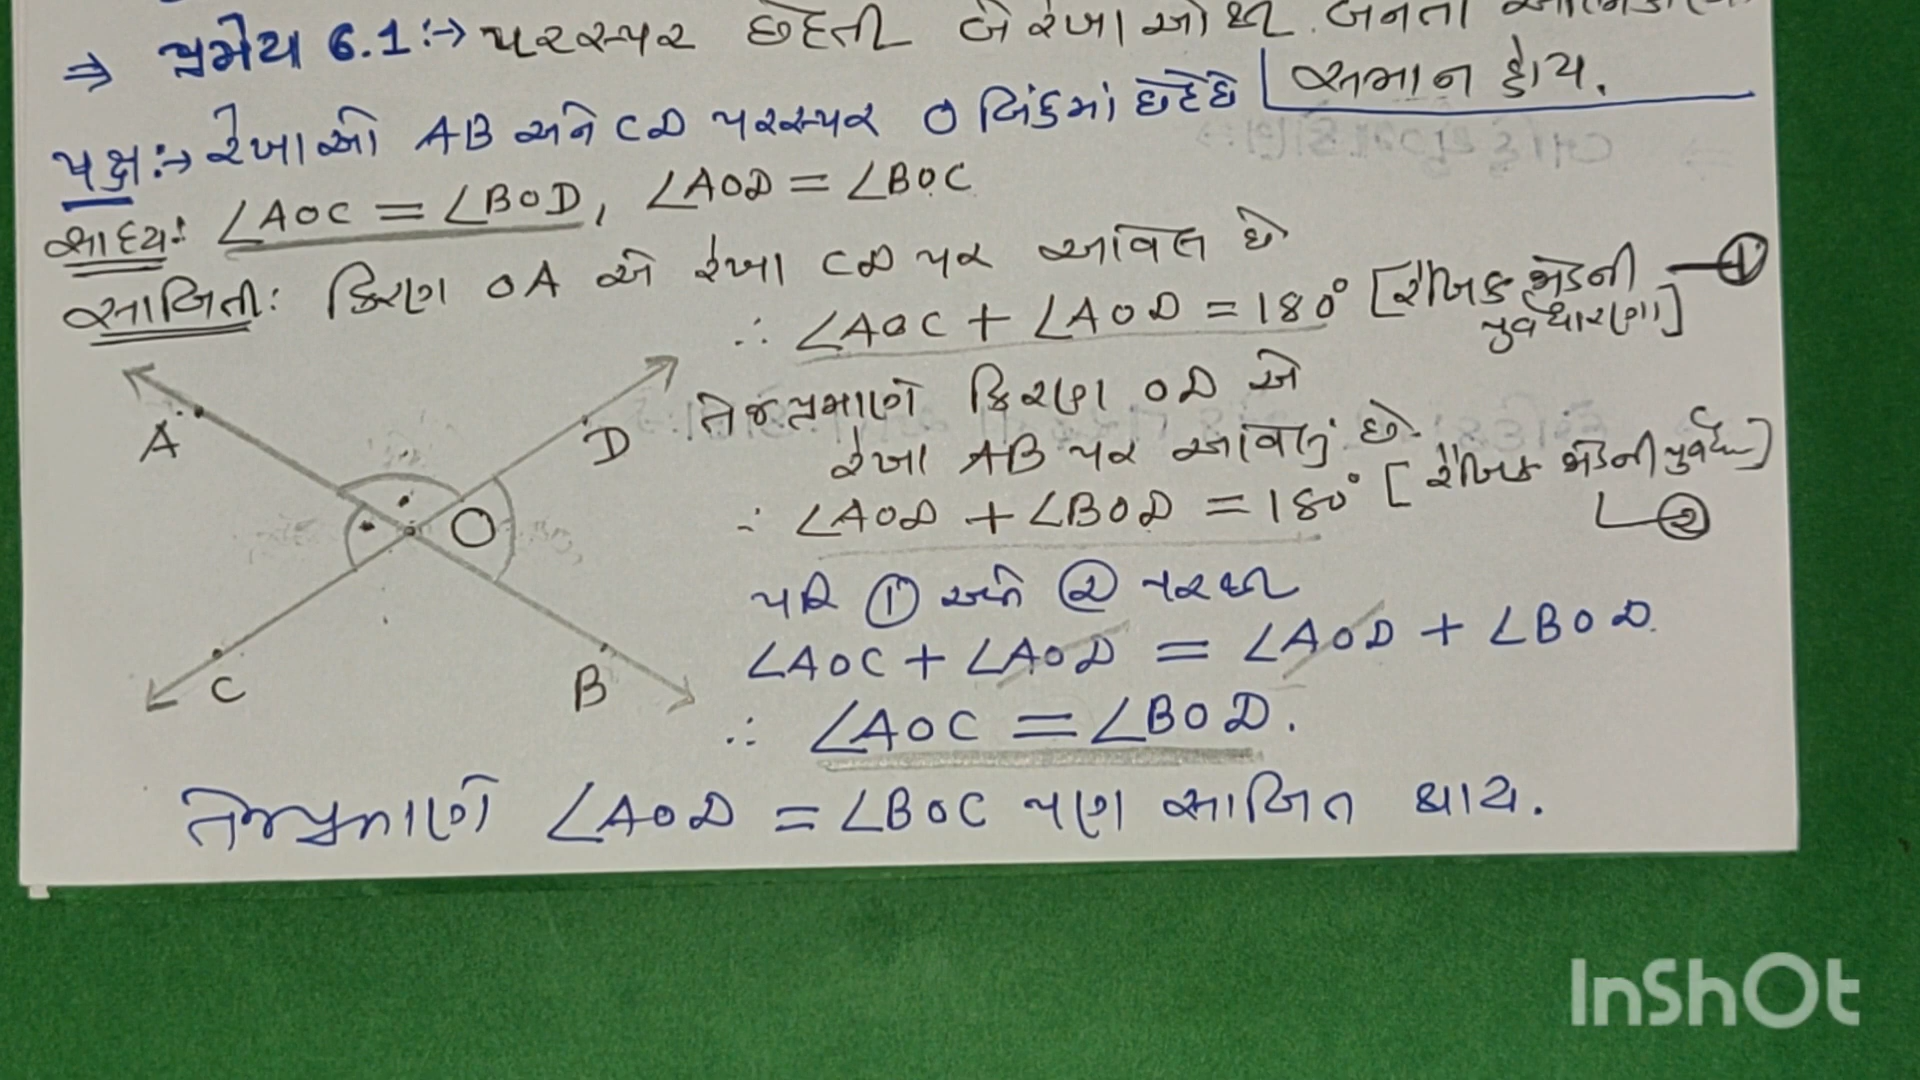 ⇒ પ્રમેય 6.1 :→ પરસ્પર છેદતી બે રેખાઓથી બનતા
સમાન હોય.
પક્ષ :→ રેખાઓ AB અને CD પરસ્પર O બિંદુમાં છેદે છે
સાધ્ય : ∠AOC = ∠BOD, ∠AOD = ∠BOC
સાબિતી : કિરણ OA એ રેખા CD પર આવેલ છે
∴ ∠AOC + ∠AOD = 180° [રૈખિક જોડની પુર્વધારણા] — ①
તેજ પ્રમાણે કિરણ OD એ
રેખા AB પર આવેલું છે.
∴ ∠AOD + ∠BOD = 180° [રૈખિક જોડની પુર્વધા] — ②
પરિ ① અને ② પરથી
∠AOC + ∠AOD = ∠AOD + ∠BOD.
∴ ∠AOC = ∠BOD.
તેજ પ્રમાણે ∠AOD = ∠BOC પણ સાબિત થાય.
A
D
O
C
B
InShOt